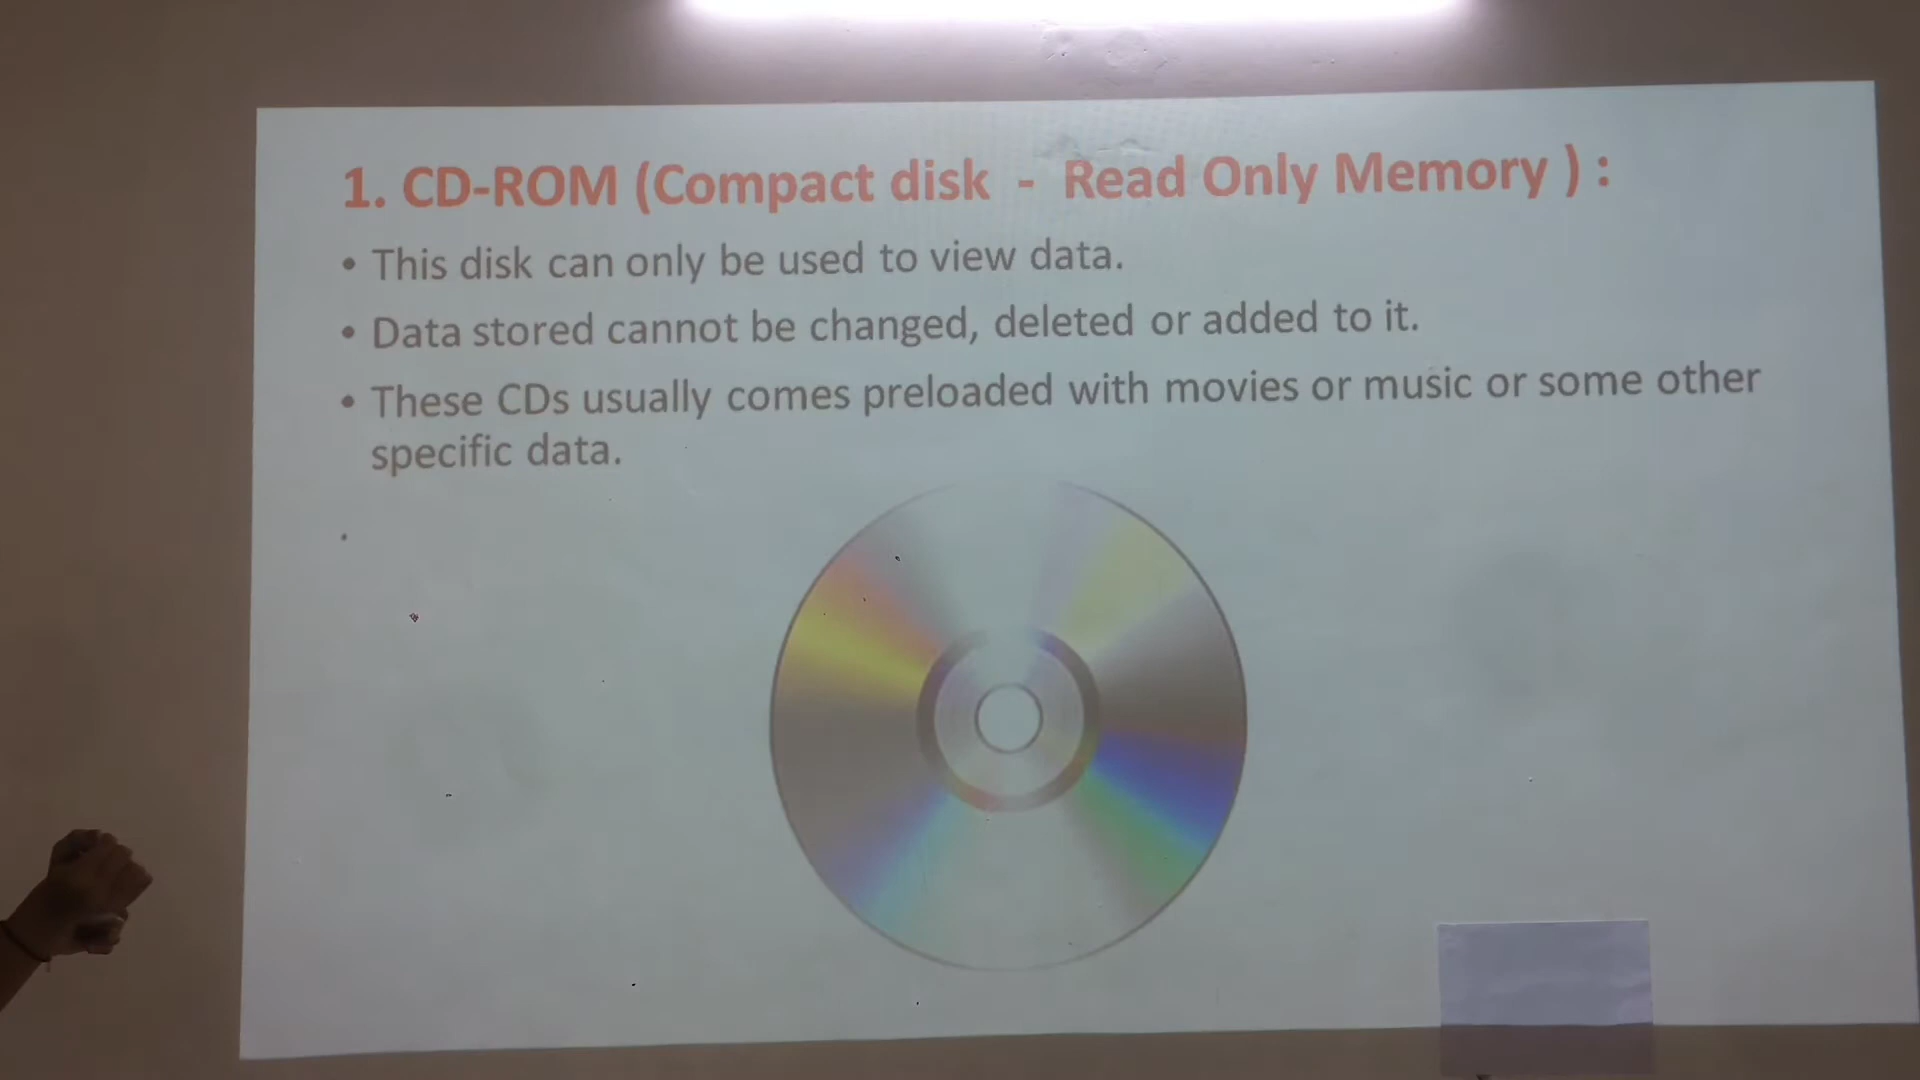 1. CD-ROM (Compact disk - Read Only Memory ) :
• This disk can only be used to view data.
• Data stored cannot be changed, deleted or added to it.
• These CDs usually comes preloaded with movies or music or some other
specific data.